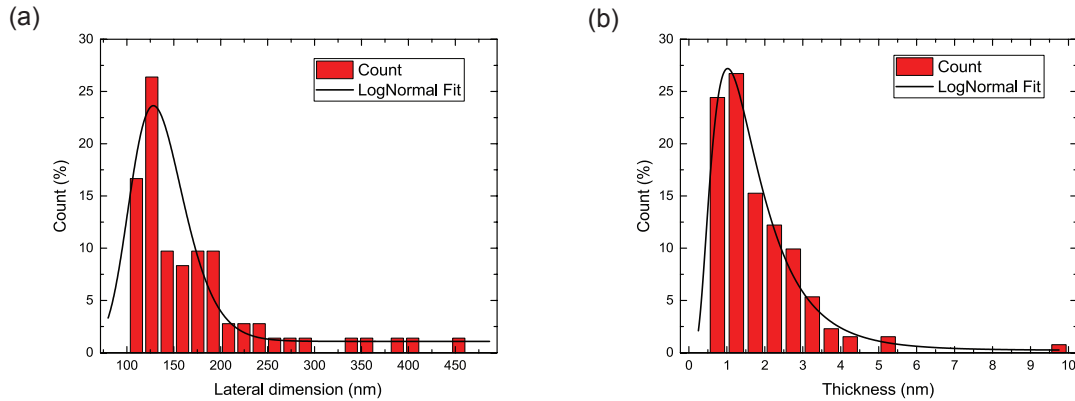 (a)
30
25
20
15
10
5
0
Count (%)
Count
LogNormal Fit
100 150 200 250 300 350 400 450
Lateral dimension (nm)
(b)
30
25
20
15
10
5
0
Count (%)
Count
LogNormal Fit
0 1 2 3 4 5 6 7 8 9 10
Thickness (nm)